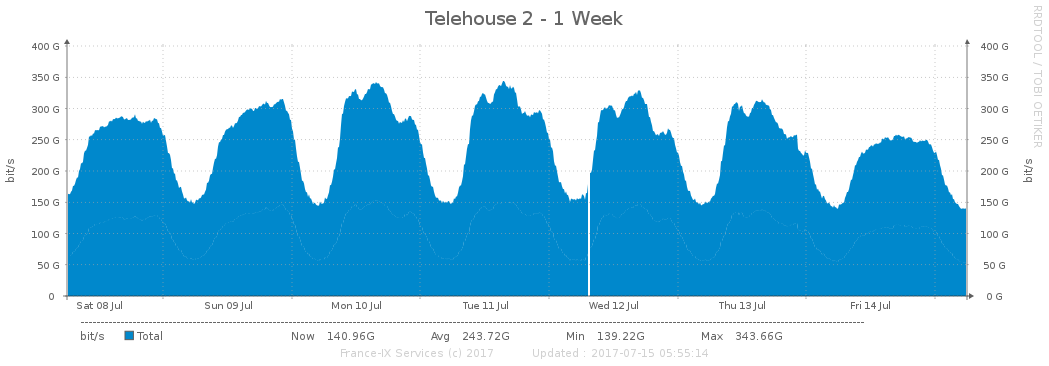 Telehouse 2 - 1 Week
RRDTOOL / TOBI OETIKER
400 G 400 G
350 G 350 G
300 G 300 G
250 G 250 G
200 G 200 G
150 G 150 G
100 G 100 G
50 G 50 G
0 0 G
bit/s bit/s
Sat 08 Jul Sun 09 Jul Mon 10 Jul Tue 11 Jul Wed 12 Jul Thu 13 Jul Fri 14 Jul
bit/s Total Now 140.96G Avg 243.72G Min 139.22G Max 343.66G
France-IX Services (c) 2017 Updated : 2017-07-15 05:55:14